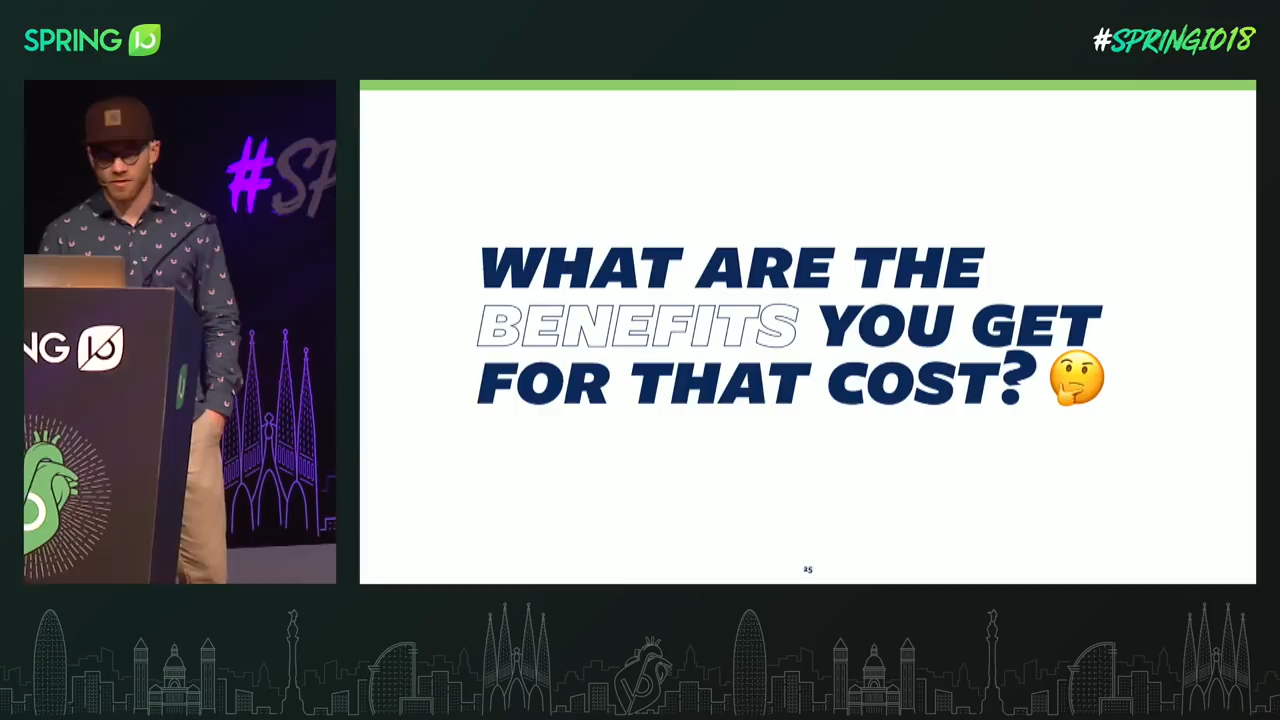 SPRING IO
#SPRINGIO18
#SP
NG IO
WHAT ARE THE
BENEFITS YOU GET
FOR THAT COST? 🤔
25